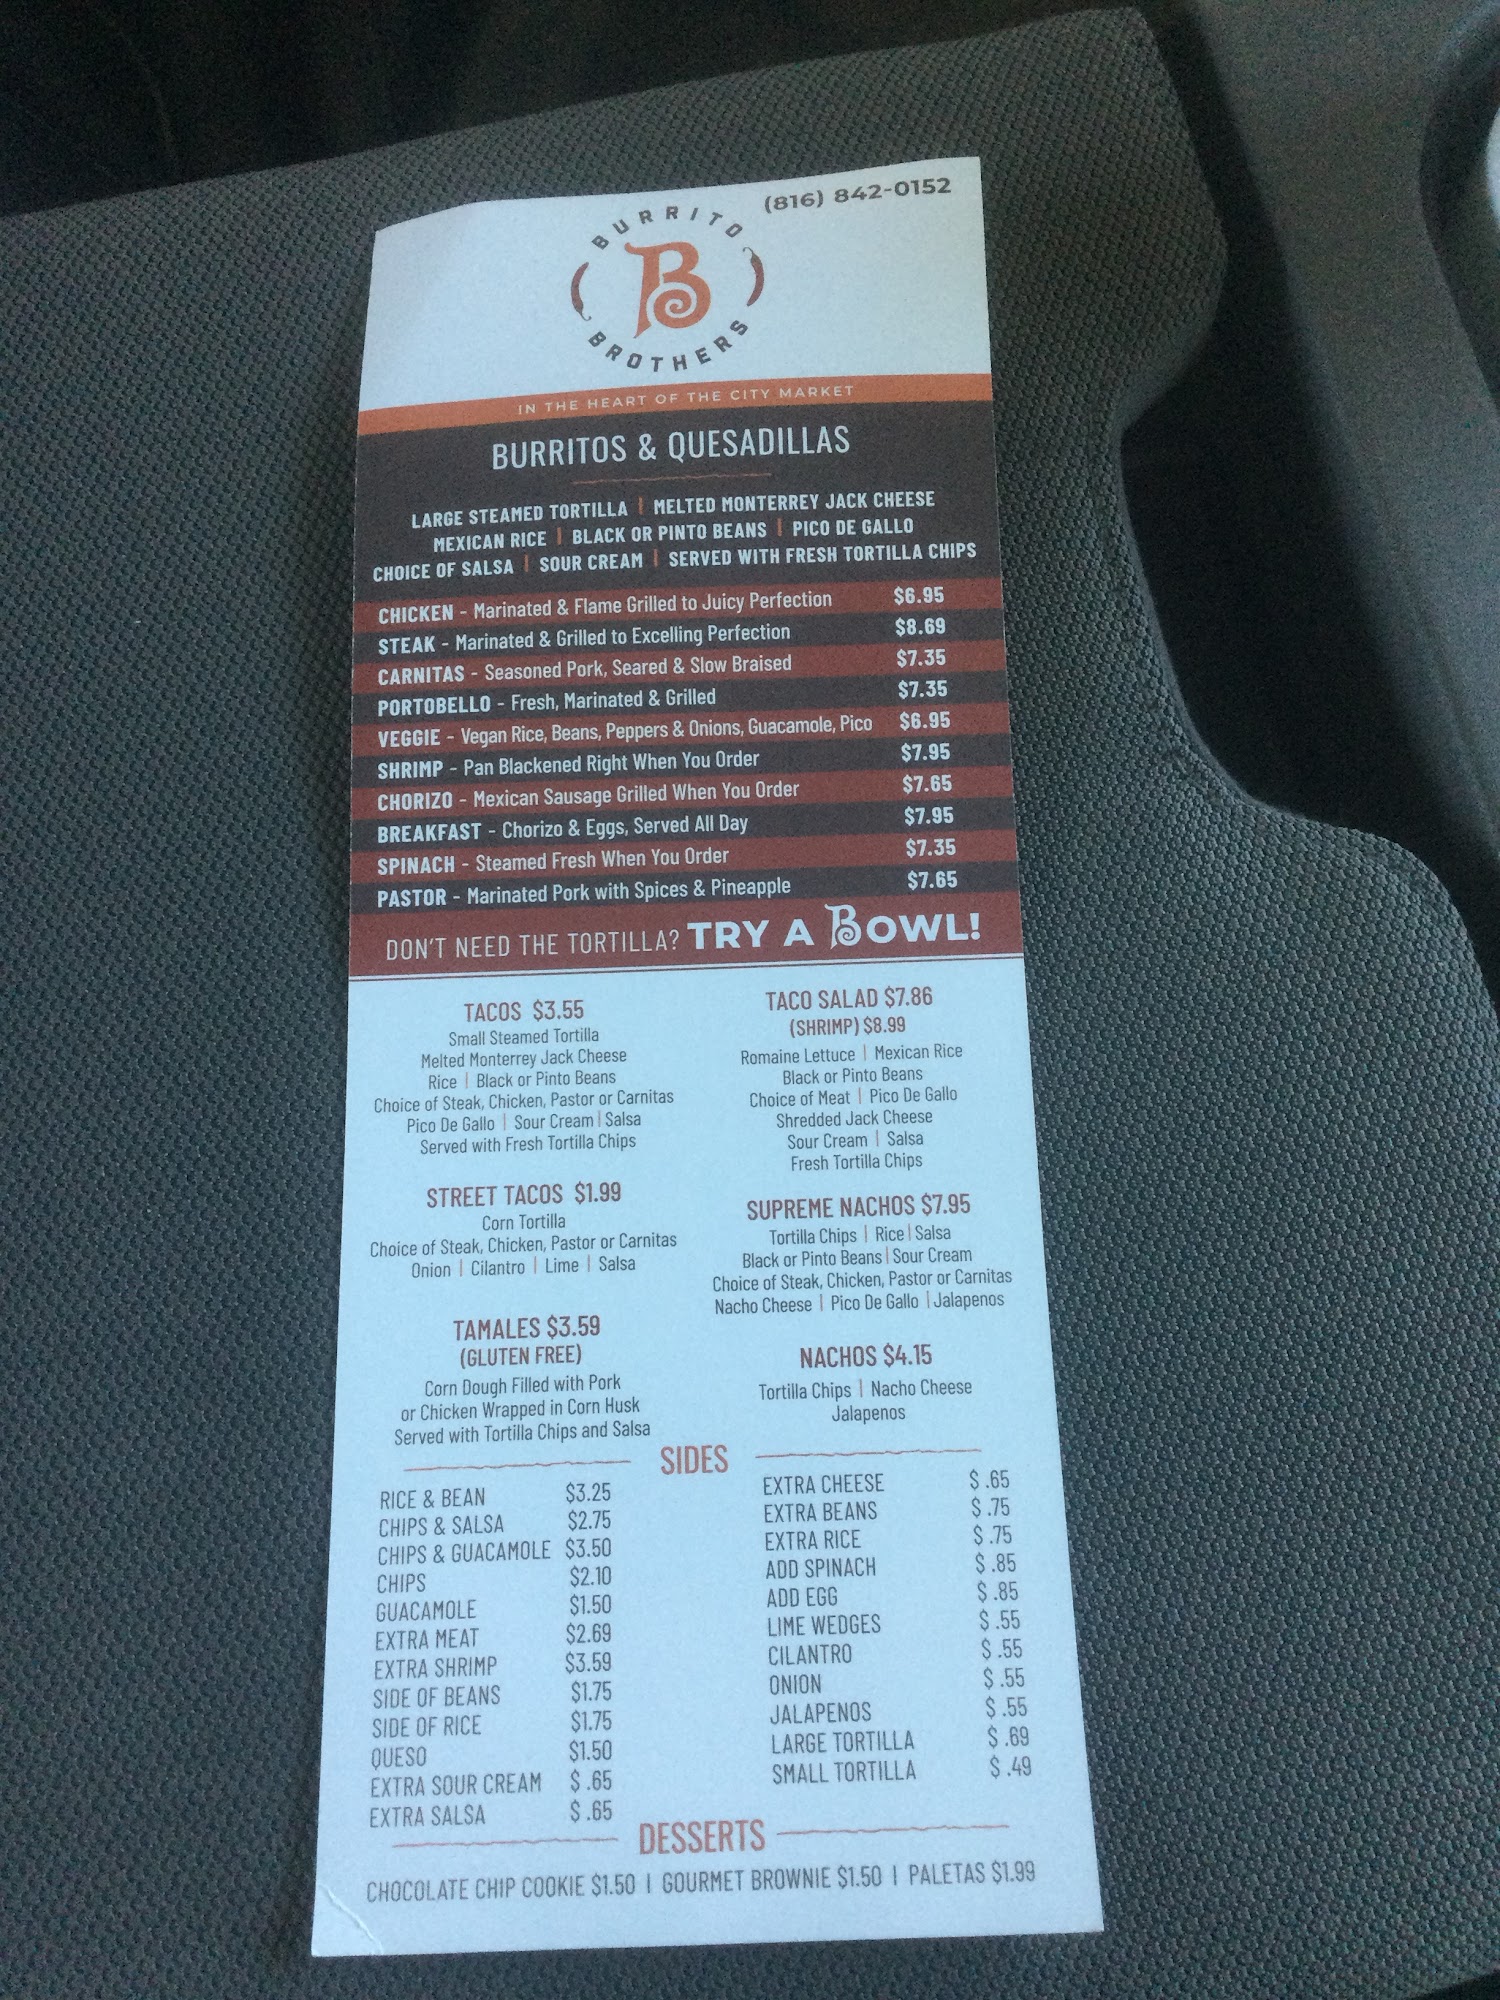 (816) 842-0152
BURRITO
B
BROTHERS
IN THE HEART OF THE CITY MARKET
BURRITOS & QUESADILLAS
LARGE STEAMED TORTILLA | MELTED MONTERREY JACK CHEESE
MEXICAN RICE | BLACK OR PINTO BEANS | PICO DE GALLO
CHOICE OF SALSA | SOUR CREAM | SERVED WITH FRESH TORTILLA CHIPS
CHICKEN - Marinated & Flame Grilled to Juicy Perfection $6.95
STEAK - Marinated & Grilled to Excelling Perfection $8.69
CARNITAS - Seasoned Pork, Seared & Slow Braised $7.35
PORTOBELLO - Fresh, Marinated & Grilled $7.35
VEGGIE - Vegan Rice, Beans, Peppers & Onions, Guacamole, Pico $6.95
SHRIMP - Pan Blackened Right When You Order $7.95
CHORIZO - Mexican Sausage Grilled When You Order $7.65
BREAKFAST - Chorizo & Eggs, Served All Day $7.95
SPINACH - Steamed Fresh When You Order $7.35
PASTOR - Marinated Pork with Spices & Pineapple $7.65
DON'T NEED THE TORTILLA? TRY A BOWL!
TACOS $3.55
Small Steamed Tortilla
Melted Monterrey Jack Cheese
Rice | Black or Pinto Beans
Choice of Steak, Chicken, Pastor or Carnitas
Pico De Gallo | Sour Cream | Salsa
Served with Fresh Tortilla Chips
STREET TACOS $1.99
Corn Tortilla
Choice of Steak, Chicken, Pastor or Carnitas
Onion | Cilantro | Lime | Salsa
TAMALES $3.59
(GLUTEN FREE)
Corn Dough Filled with Pork
or Chicken Wrapped in Corn Husk
Served with Tortilla Chips and Salsa
TACO SALAD $7.86
(SHRIMP) $8.99
Romaine Lettuce | Mexican Rice
Black or Pinto Beans
Choice of Meat | Pico De Gallo
Shredded Jack Cheese
Sour Cream | Salsa
Fresh Tortilla Chips
SUPREME NACHOS $7.95
Tortilla Chips | Rice | Salsa
Black or Pinto Beans | Sour Cream
Choice of Steak, Chicken, Pastor or Carnitas
Nacho Cheese | Pico De Gallo | Jalapenos
NACHOS $4.15
Tortilla Chips | Nacho Cheese
Jalapenos
SIDES
RICE & BEAN $3.25
CHIPS & SALSA $2.75
CHIPS & GUACAMOLE $3.50
CHIPS $2.10
GUACAMOLE $1.50
EXTRA MEAT $2.69
EXTRA SHRIMP $3.59
SIDE OF BEANS $1.75
SIDE OF RICE $1.75
QUESO $1.50
EXTRA SOUR CREAM $ .65
EXTRA SALSA $ .65
EXTRA CHEESE $ .65
EXTRA BEANS $ .75
EXTRA RICE $ .75
ADD SPINACH $ .85
ADD EGG $ .85
LIME WEDGES $ .55
CILANTRO $ .55
ONION $ .55
JALAPENOS $ .55
LARGE TORTILLA $ .69
SMALL TORTILLA $ .49
DESSERTS
CHOCOLATE CHIP COOKIE $1.50 | GOURMET BROWNIE $1.50 | PALETAS $1.99